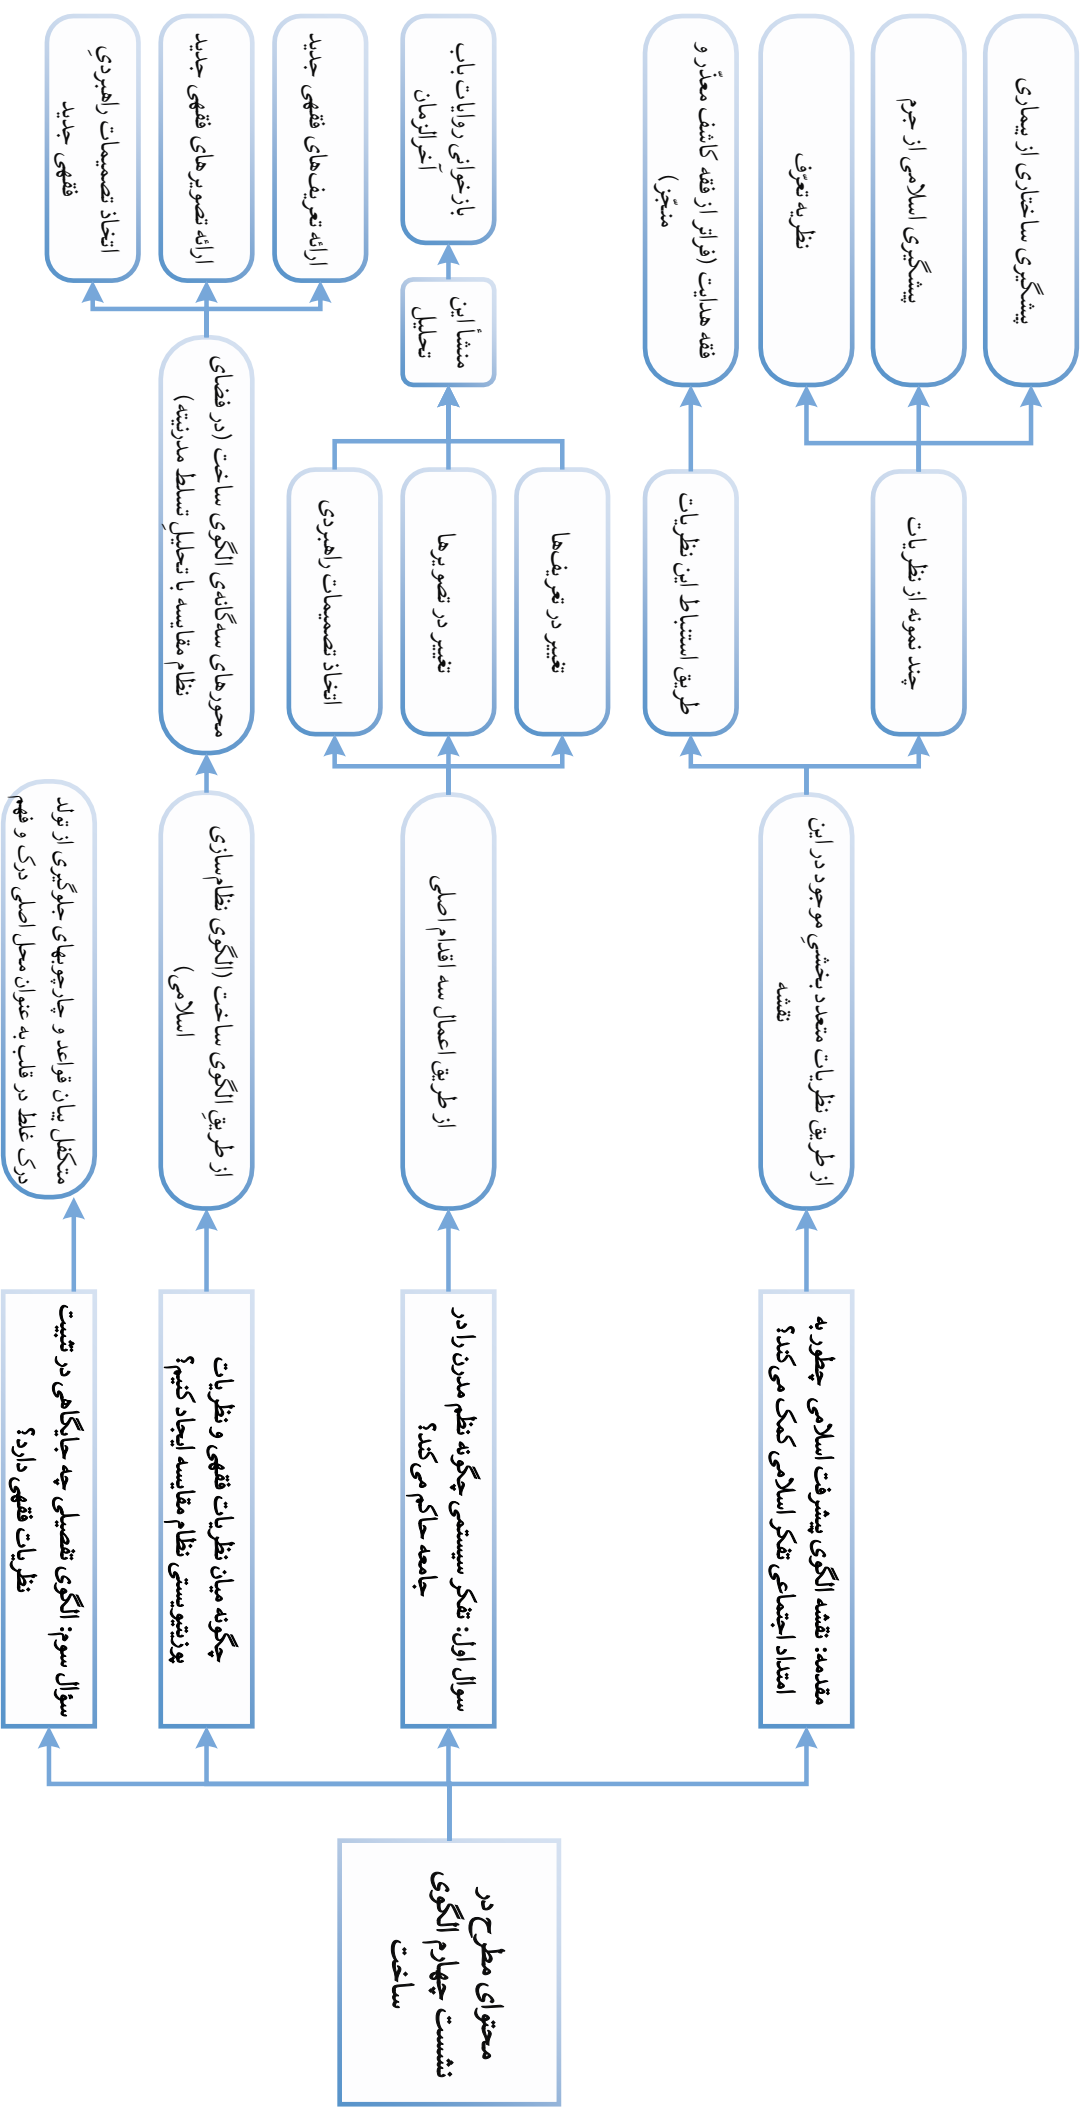 محتوای مطرح در
نشست چهارم الگوی
ساخت
مقدمه: نقشه الگوی پیشرفت اسلامی چطور به
امتداد اجتماعی تفکر اسلامی کمک می‌کند؟
از طریق نظریات متعدد بخشیِ موجود در این
نقشه
چند نمونه از نظریات
پیشگیری ساختاری از بیماری
پیشگیری اسلامی از جرم
نظریه تعرّف
طریق استنباط این نظریات
فقه هدایت (فراتر از فقه کاشف معذّر و
منجّز)
سوال اول: تفکر سیستمی چگونه نظم مدرن را در
جامعه حاکم می‌کند؟
از طریق اعمال سه اقدام اصلی
تغییر در تعریف‌ها
تغییر در تصویرها
اتخاذ تصمیمات راهبردی
منشأ این
تحلیل
بازخوانی روایات باب
آخرالزمان
چگونه میان نظریات فقهی و نظریات
پوزیتیویستی نظام مقایسه ایجاد کنیم؟
از طریقِ الگوی ساخت (الگوی نظام‌سازی
اسلامی)
محورهای سه‌گانه‌ی الگوی ساخت (در فضای
نظام مقایسه با تحلیلِ تسلط مدرنیته)
ارائه تعریف‌های فقهی جدید
ارائه تصویرهای فقهی جدید
اتخاذ تصمیمات راهبردیِ
فقهی جدید
سؤال سوم: الگوی تفصیلی چه جایگاهی در تثبیت
نظریات فقهی دارد؟
متکفل بیان قواعد و چارچوبهای جلوگیری از تولد
درک غلط در قلب به عنوان محل اصلی درک و فهم